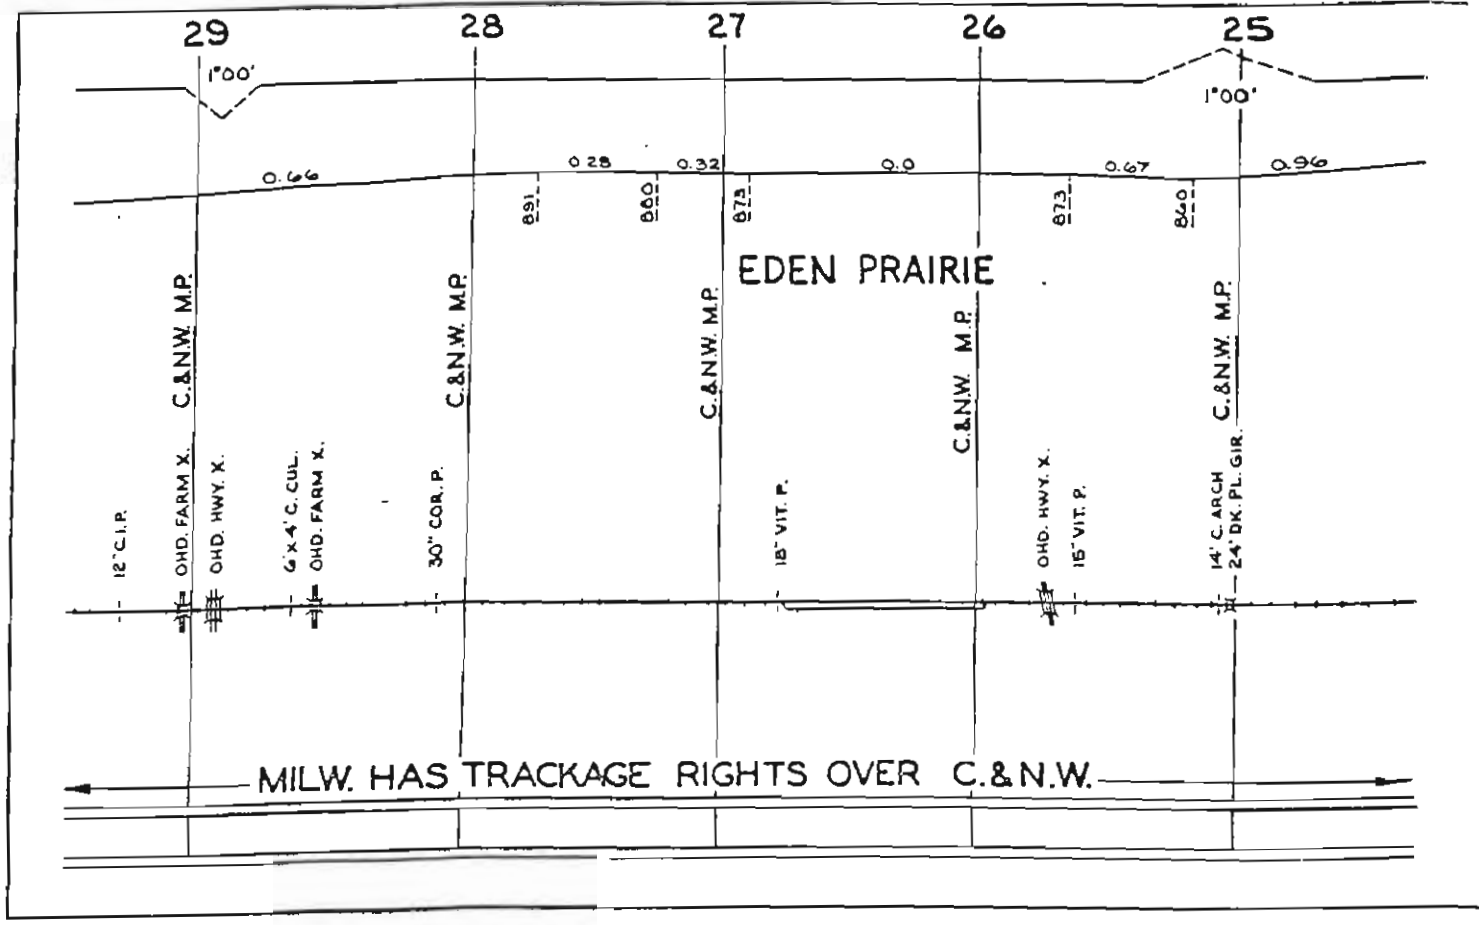 29 28 27 26 25
1°00' 1°00'
0.66 0.28 0.32 0.0 0.67 0.96
891 880 873 873 860
EDEN PRAIRIE
C.&N.W. M.P. C.&N.W. M.P. C.&N.W. M.P. C.&N.W. M.P. C.&N.W. M.P.
12" C.I.P.
OHD. FARM X.
OHD. HWY. X.
6'x4' C. CUL.
OHD. FARM X.
30" COR. P.
18" VIT. P.
OHD. HWY. X.
15" VIT. P.
14' C. ARCH
24' DK. PL. GIR.
MILW. HAS TRACKAGE RIGHTS OVER C.&N.W.